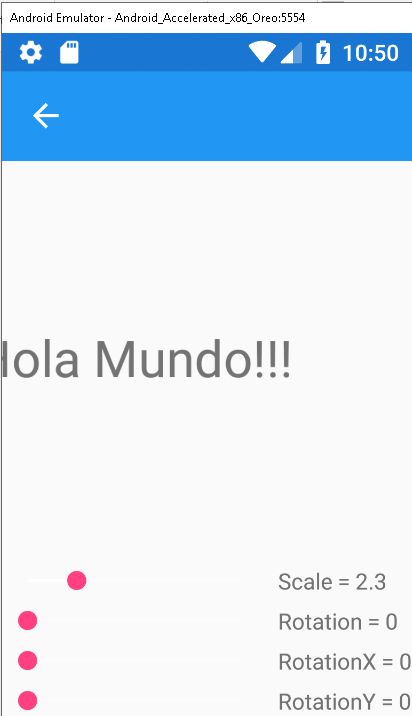 Android Emulator - Android_Accelerated_x86_Oreo:5554
10:50
Hola Mundo!!!
Scale = 2.3
Rotation = 0
RotationX = 0
RotationY = 0